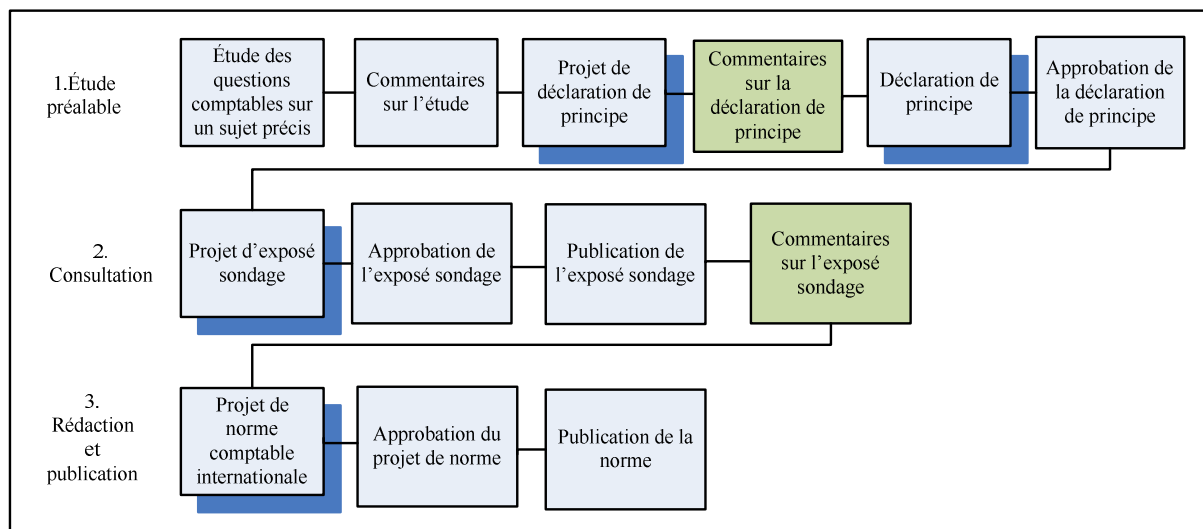 1.Étude
préalable
Étude des
questions
comptables sur
un sujet précis
Commentaires
sur l'étude
Projet de
déclaration de
principe
Commentaires
sur la
déclaration de
principe
Déclaration de
principe
Approbation de
la déclaration
de principe
2.
Consultation
Projet d'exposé
sondage
Approbation de
l'exposé sondage
Publication de
l'exposé sondage
Commentaires
sur l'exposé
sondage
3.
Rédaction
et
publication
Projet de
norme
comptable
internationale
Approbation du
projet de norme
Publication de la
norme